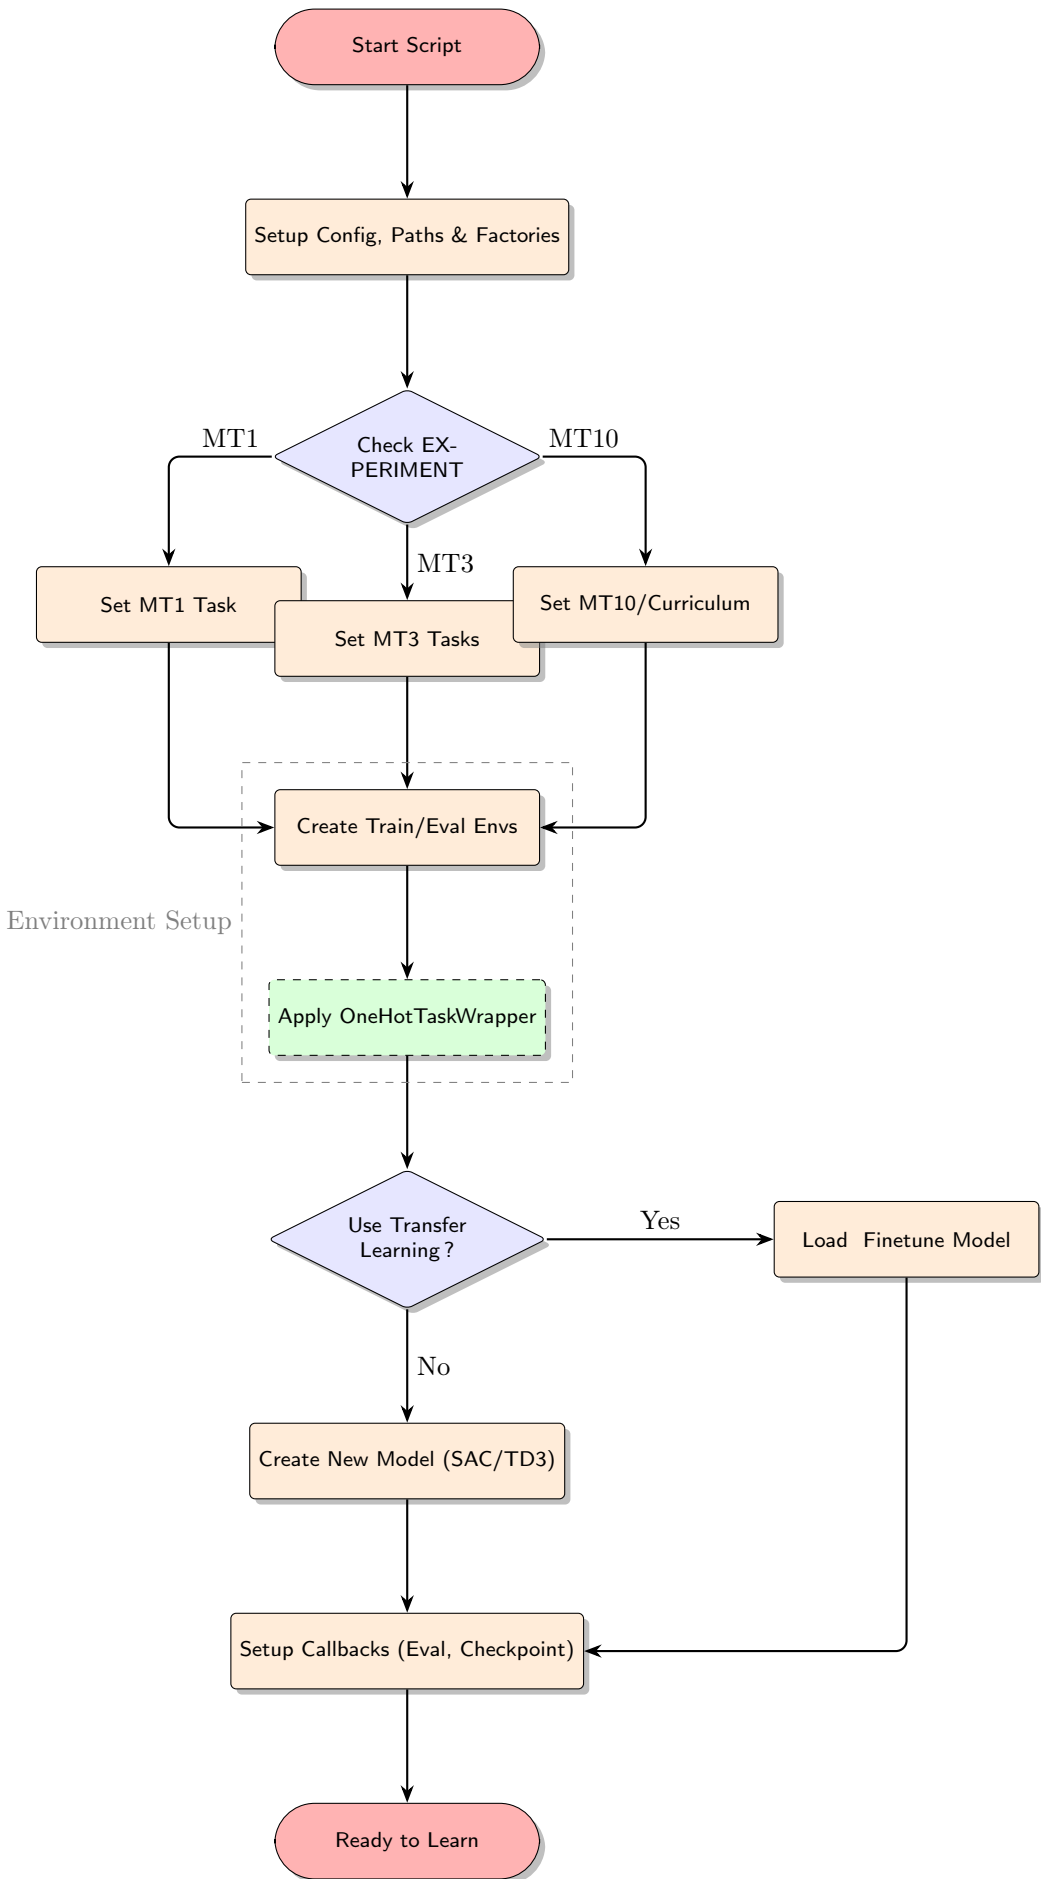 Start Script
Setup Config, Paths & Factories
MT1
Check EX-
PERIMENT
MT10
MT3
Set MT1 Task
Set MT3 Tasks
Set MT10/Curriculum
Create Train/Eval Envs
Environment Setup
Apply OneHotTaskWrapper
Use Transfer
Learning?
Yes
Load Finetune Model
No
Create New Model (SAC/TD3)
Setup Callbacks (Eval, Checkpoint)
Ready to Learn